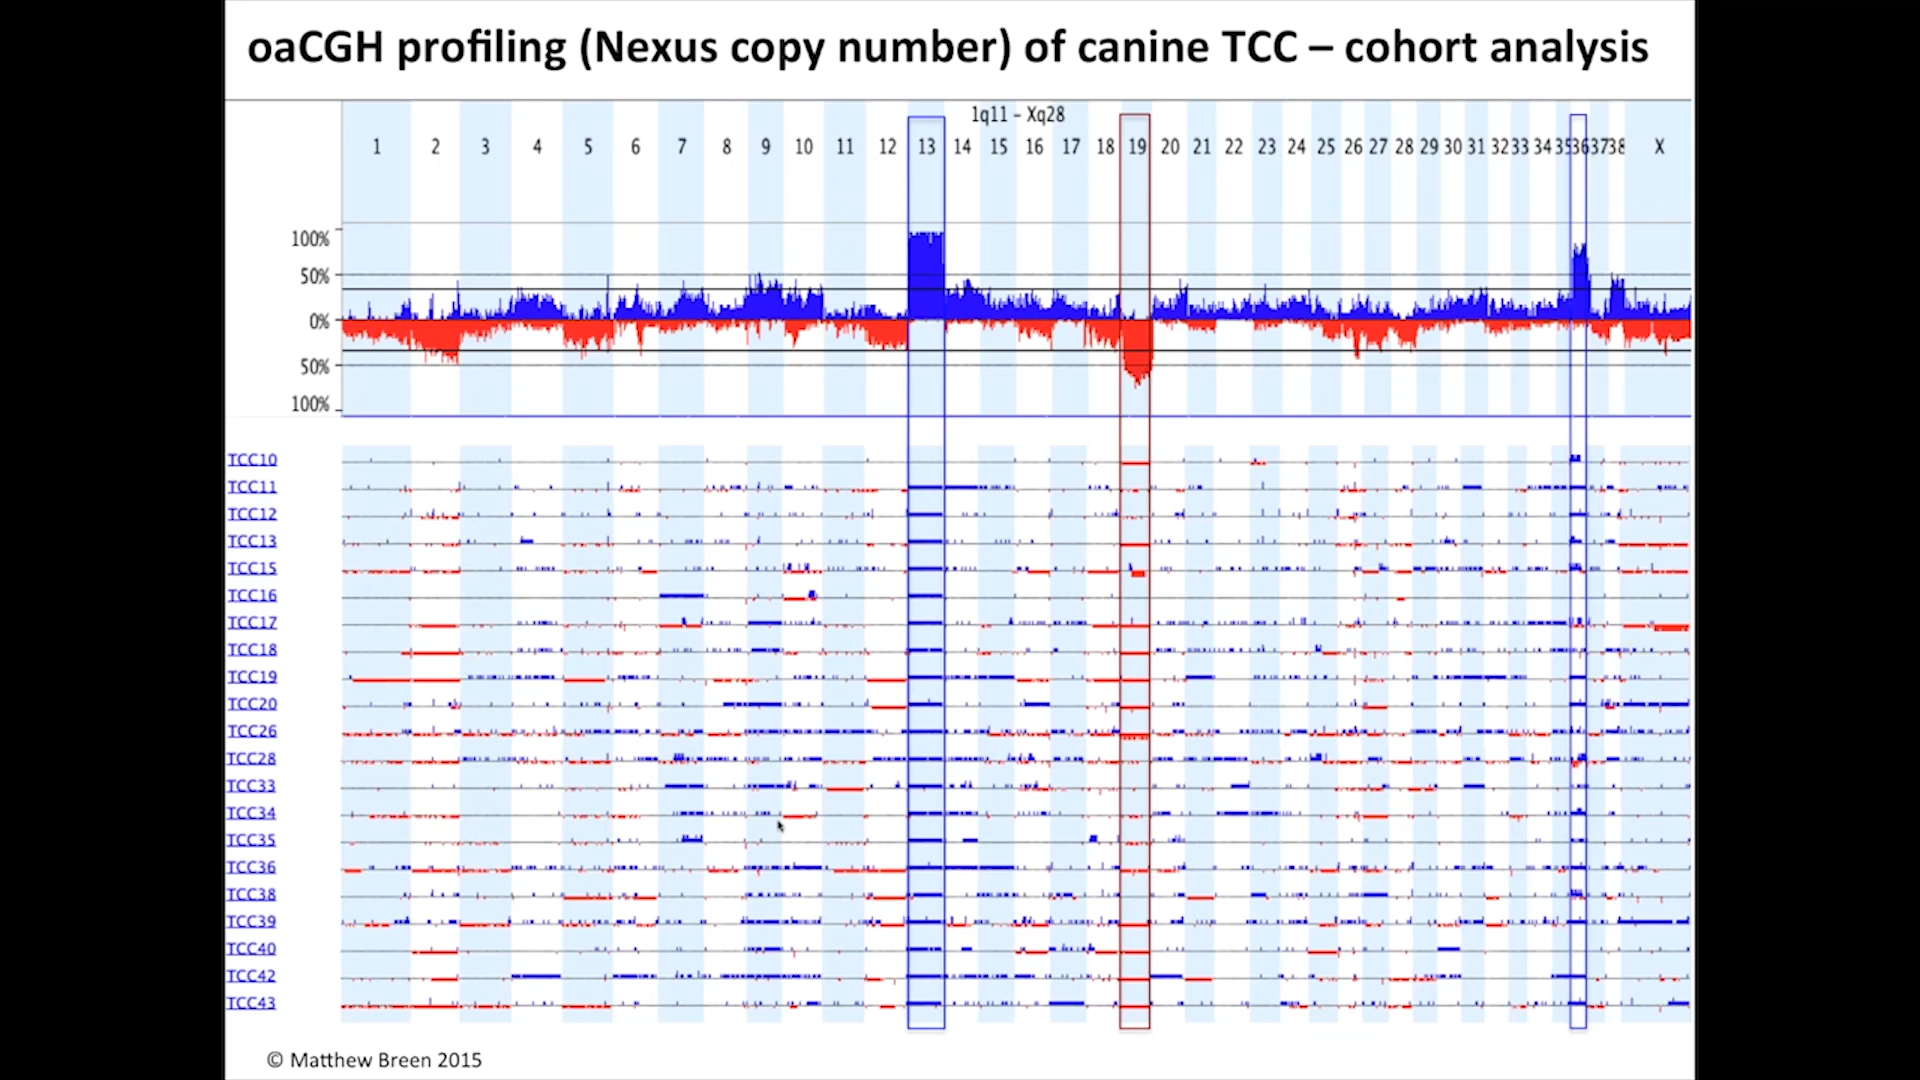 oaCGH profiling (Nexus copy number) of canine TCC – cohort analysis
1q11 – Xq28
1 2 3 4 5 6 7 8 9 10 11 12 13 14 15 16 17 18 19 20 21 22 23 24 25 26 27 28 29 30 31 32 33 34 35 36 37 38 X
100%
50%
0%
50%
100%
TCC10
TCC11
TCC12
TCC13
TCC15
TCC16
TCC17
TCC18
TCC19
TCC20
TCC26
TCC28
TCC33
TCC34
TCC35
TCC36
TCC38
TCC39
TCC40
TCC42
TCC43
© Matthew Breen 2015